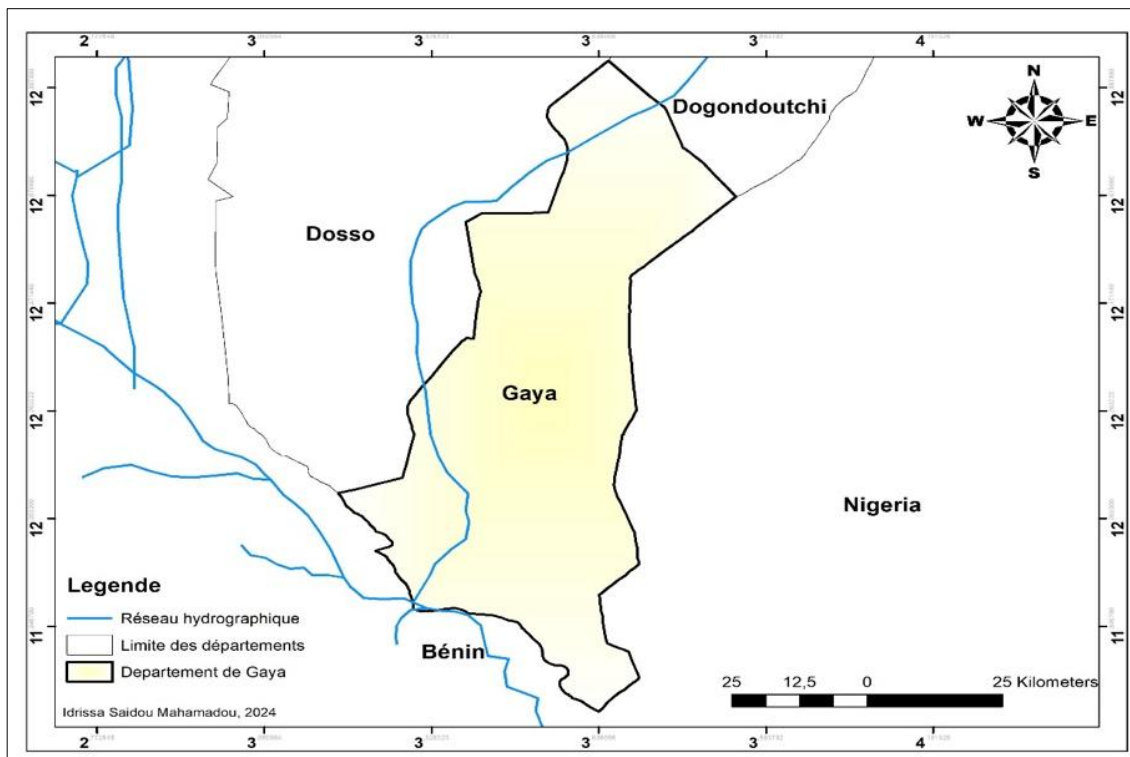 2 3 3 3 3 4
N
W E
S
12 12
Dogondoutchi
12 12
Dosso
12 12
Gaya
12 12
Nigeria
12 12
Legende
Réseau hydrographique
11 11
Limite des départements
Bénin
Departement de Gaya
25 12,5 0 25 Kilometers
Idrissa Saidou Mahamadou, 2024
2 3 3 3 3 4